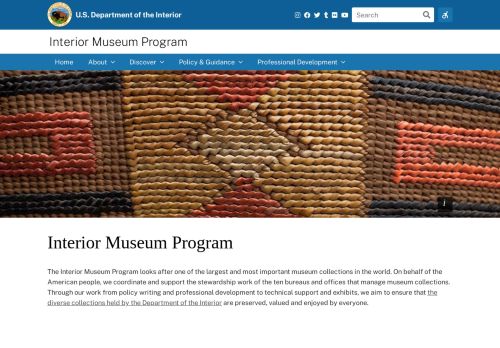 U.S. Department of the Interior
Search
Interior Museum Program
Home About Discover Policy & Guidance Professional Development
i
Interior Museum Program
The Interior Museum Program looks after one of the largest and most important museum collections in the world. On behalf of the
American people, we coordinate and support the stewardship work of the ten bureaus and offices that manage museum collections.
Through our work from policy writing and professional development to technical support and exhibits, we aim to ensure that the
diverse collections held by the Department of the Interior are preserved, valued and enjoyed by everyone.